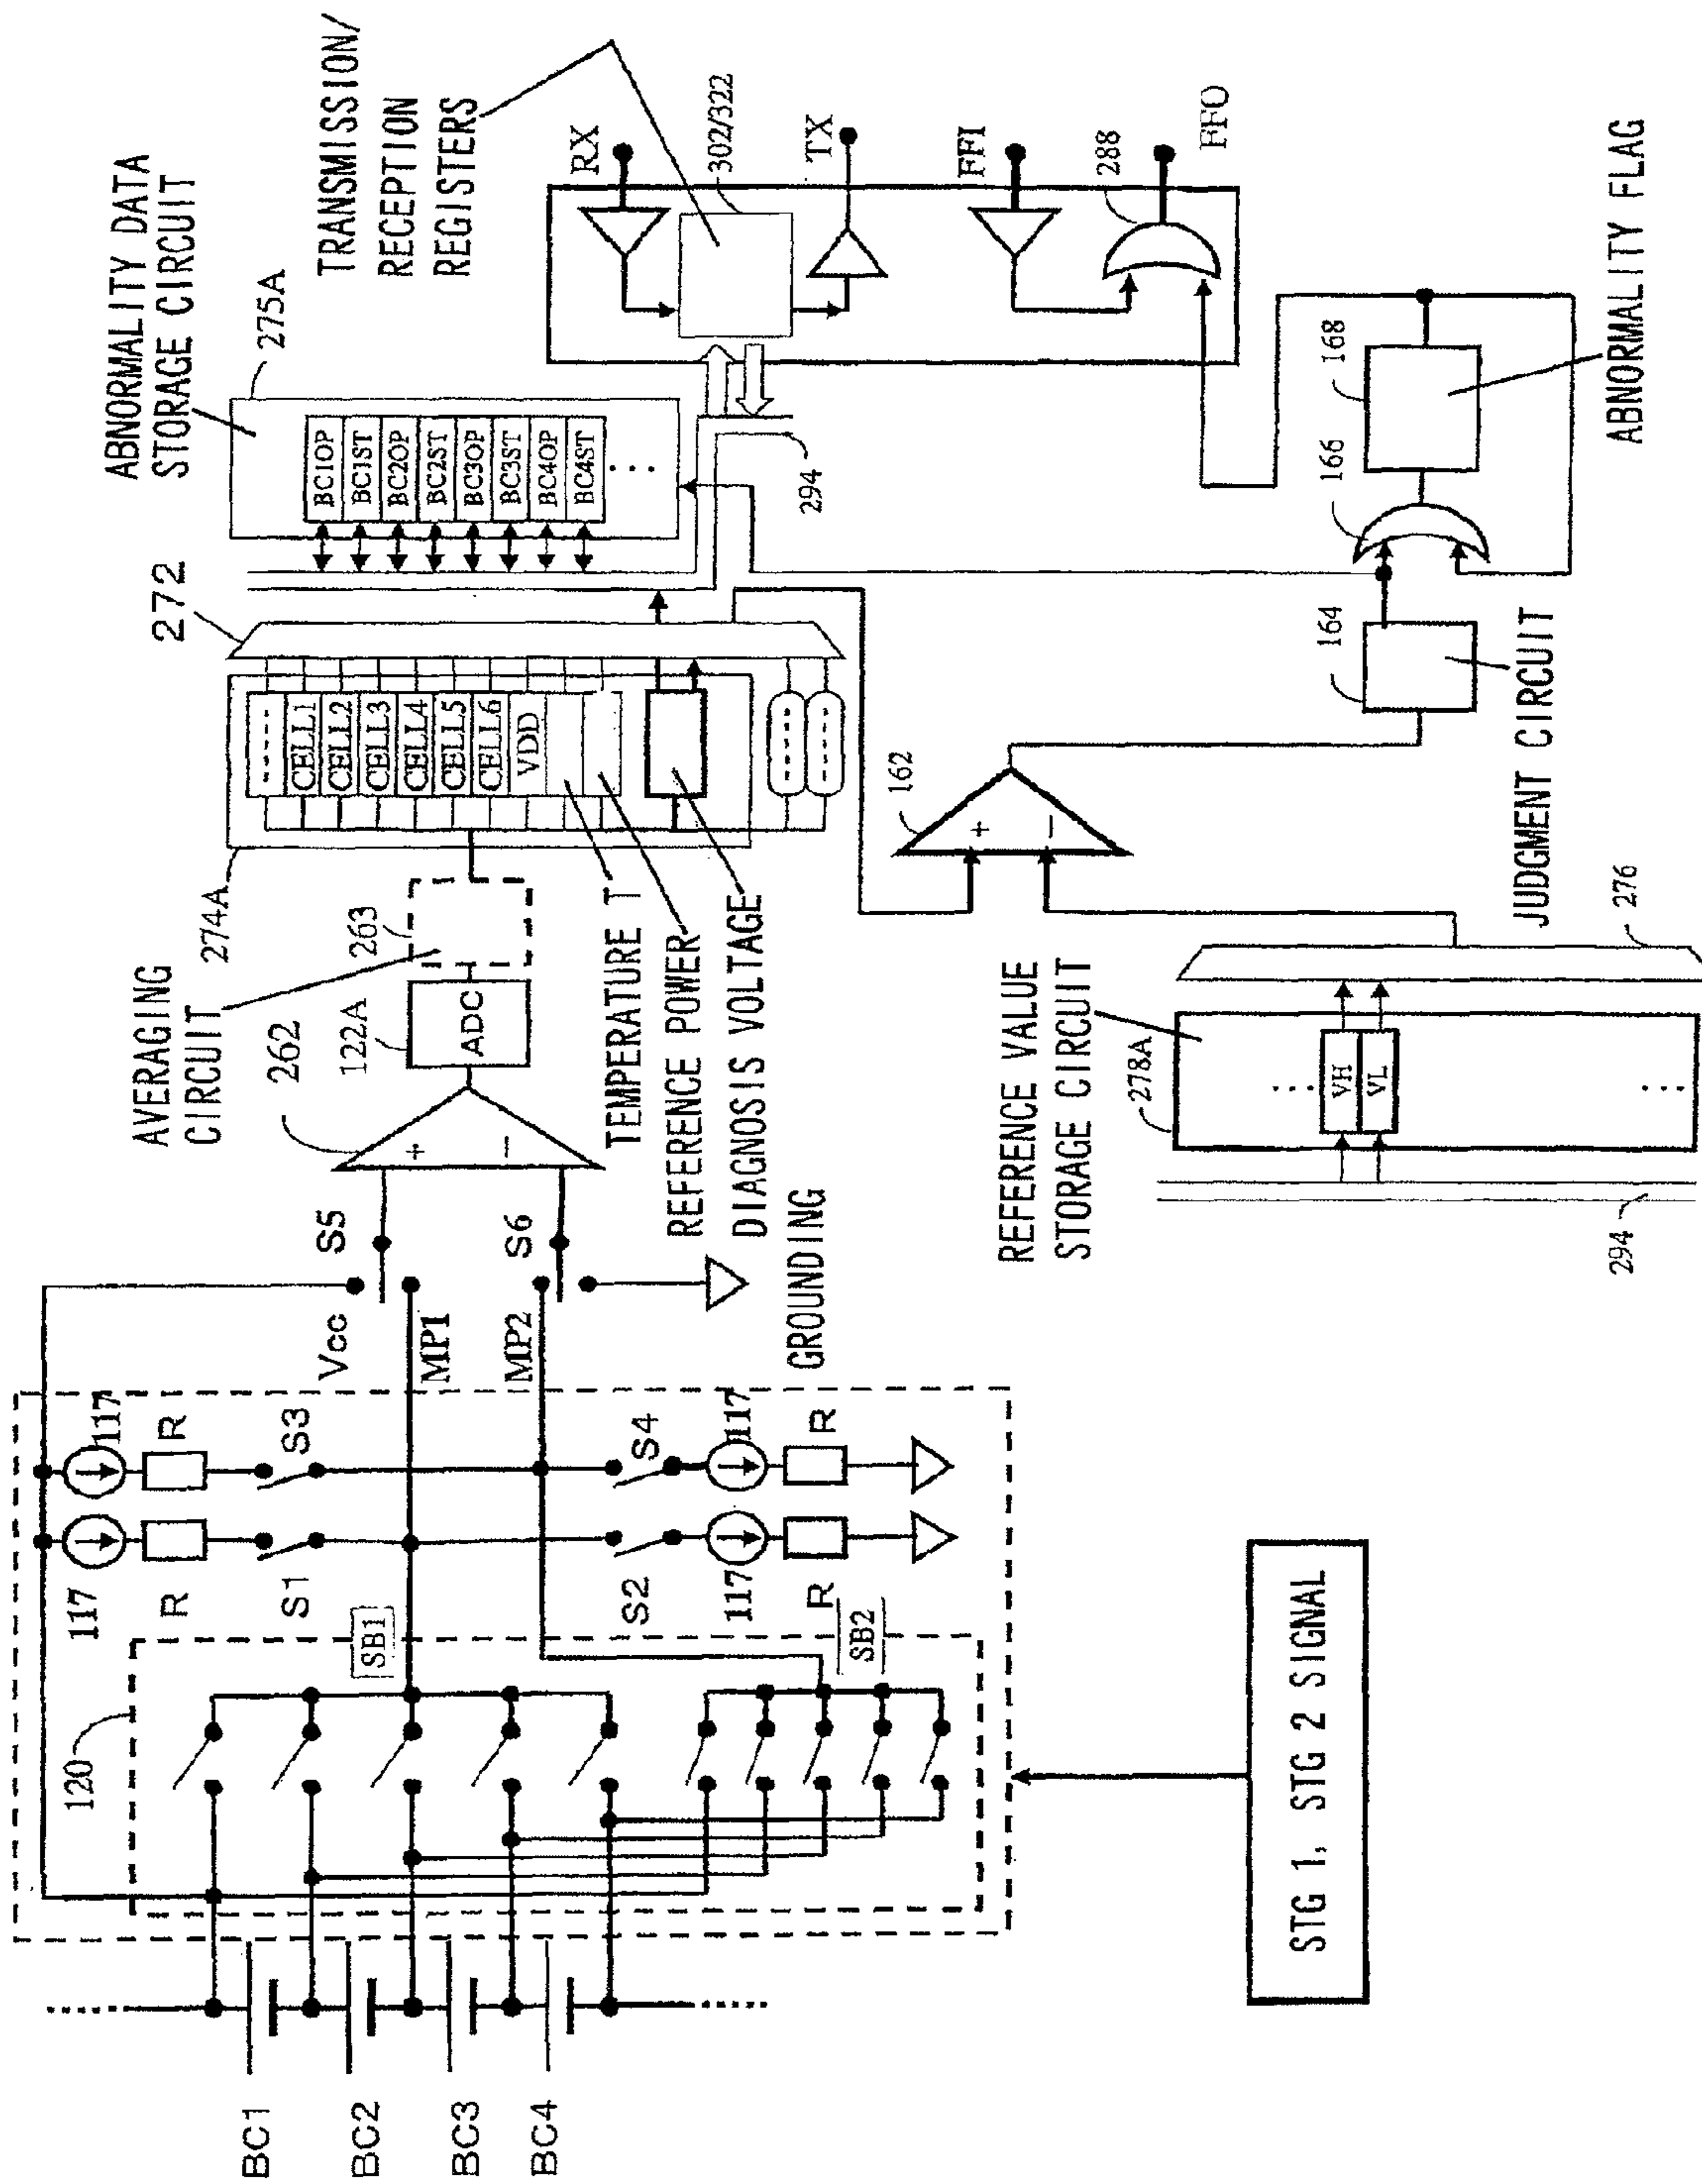 BC1
BC2
BC3
BC4
120
SB1
SB2
117
R
S1
117
R
S3
S2
117
R
S4
117
R
Vcc
MP1
MP2
S5
S6
GROUNDING
262
+
−
122A
ADC
263
AVERAGING
CIRCUIT
274A
-----
CELL1
CELL2
CELL3
CELL4
CELL5
CELL6
VDD
TEMPERATURE T
REFERENCE POWER
DIAGNOSIS VOLTAGE
272
ABNORMALITY DATA
STORAGE CIRCUIT
275A
BC1OP
BC1ST
BC2OP
BC2ST
BC3OP
BC3ST
BC4OP
BC4ST
...
294
TRANSMISSION/
RECEPTION
REGISTERS
RX
302/322
TX
FFI
288
FFO
162
+
−
164
JUDGMENT CIRCUIT
166
168
ABNORMALITY FLAG
REFERENCE VALUE
STORAGE CIRCUIT
278A
...
VH
VL
...
276
294
STG 1, STG 2 SIGNAL